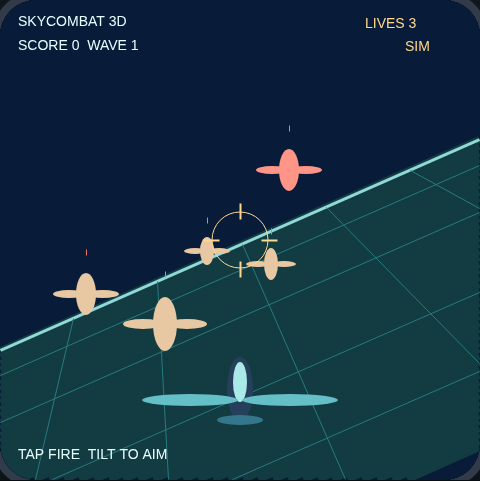 SKYCOMBAT 3D
LIVES 3
SCORE 0  WAVE 1
SIM
TAP FIRE  TILT TO AIM